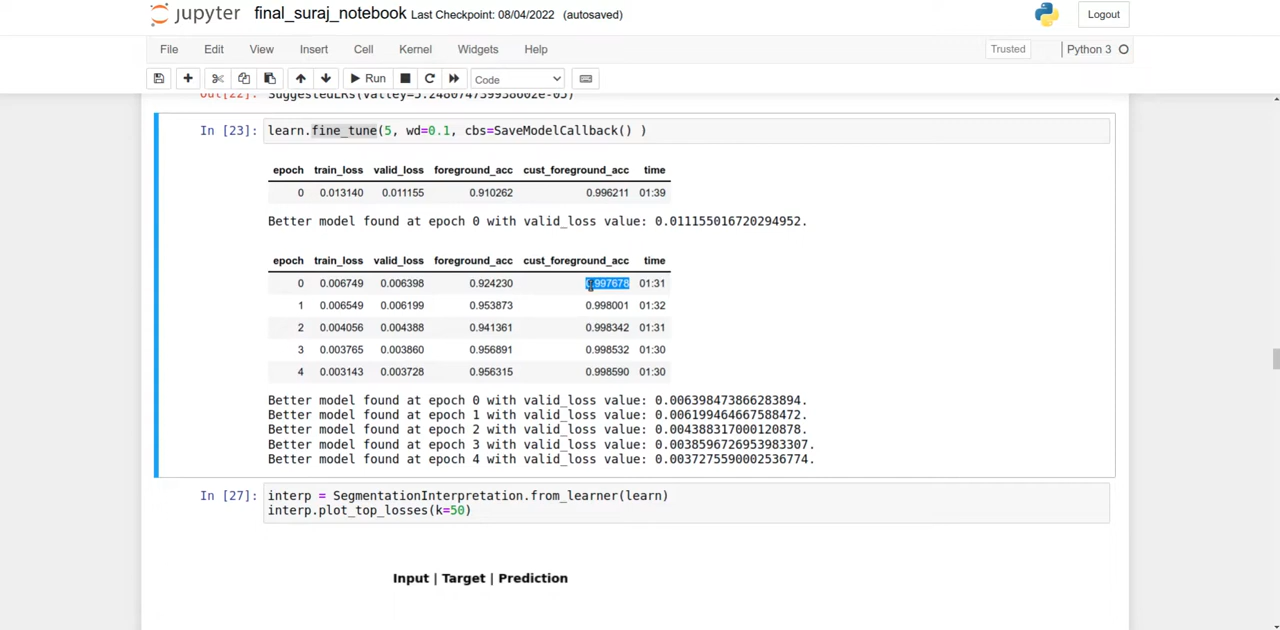 jupyter final_suraj_notebook Last Checkpoint: 08/04/2022 (autosaved) Logout
File Edit View Insert Cell Kernel Widgets Help Trusted Python 3
Run Code
Out[22]: SuggestedLRs(valley=5.248074739938602e-05)
In [23]: learn.fine_tune(5, wd=0.1, cbs=SaveModelCallback() )
epoch train_loss valid_loss foreground_acc cust_foreground_acc time
0 0.013140 0.011155 0.910262 0.996211 01:39
Better model found at epoch 0 with valid_loss value: 0.011155016720294952.
epoch train_loss valid_loss foreground_acc cust_foreground_acc time
0 0.006749 0.006398 0.924230 0.997678 01:31
1 0.006549 0.006199 0.953873 0.998001 01:32
2 0.004056 0.004388 0.941361 0.998342 01:31
3 0.003765 0.003860 0.956891 0.998532 01:30
4 0.003143 0.003728 0.956315 0.998590 01:30
Better model found at epoch 0 with valid_loss value: 0.006398473866283894.
Better model found at epoch 1 with valid_loss value: 0.006199464667588472.
Better model found at epoch 2 with valid_loss value: 0.004388317000120878.
Better model found at epoch 3 with valid_loss value: 0.0038596726953983307.
Better model found at epoch 4 with valid_loss value: 0.0037275590002536774.
In [27]: interp = SegmentationInterpretation.from_learner(learn)
interp.plot_top_losses(k=50)
Input | Target | Prediction